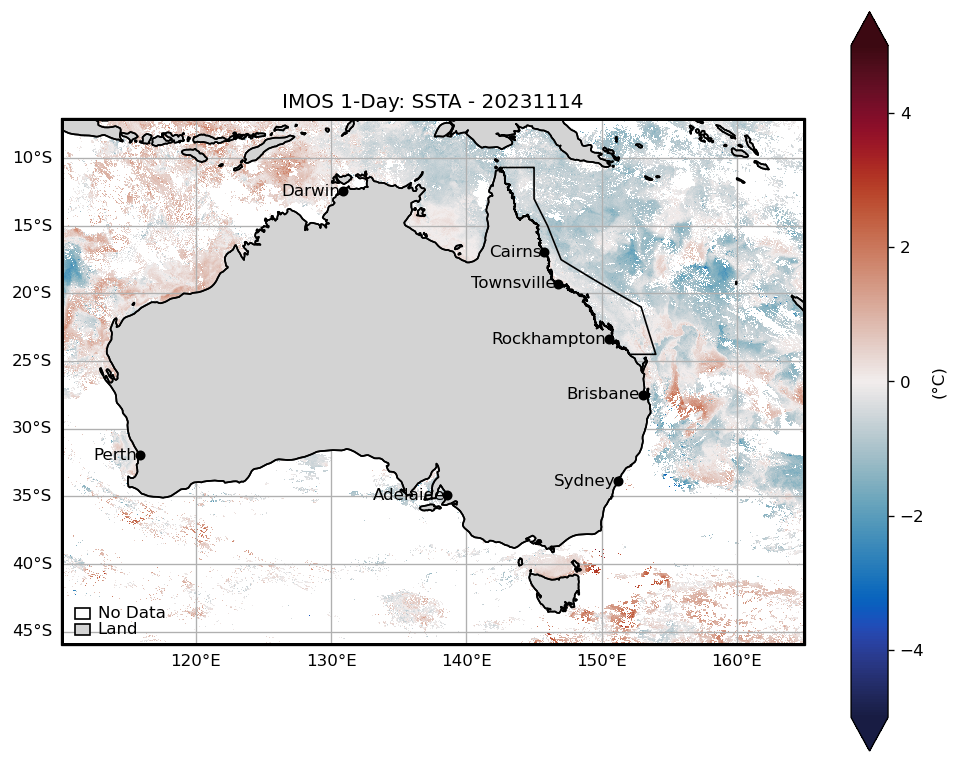 IMOS 1-Day: SSTA - 20231114
10°S
15°S
20°S
25°S
30°S
35°S
40°S
45°S
Darwin
Cairns
Townsville
Rockhampton
Brisbane
Perth
Sydney
Adelaide
No Data
Land
120°E
130°E
140°E
150°E
160°E
4
2
0
−2
−4
(°C)